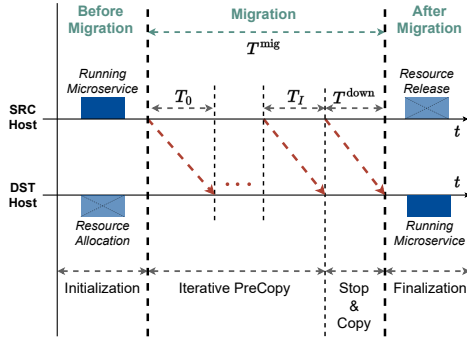 Before
Migration
Migration
After
Migration
T^mig
Running
Microservice
T_0
T_I
T^down
Resource
Release
SRC
Host
t
DST
Host
t
...
Resource
Allocation
Running
Microservice
Initialization
Iterative PreCopy
Stop
&
Copy
Finalization